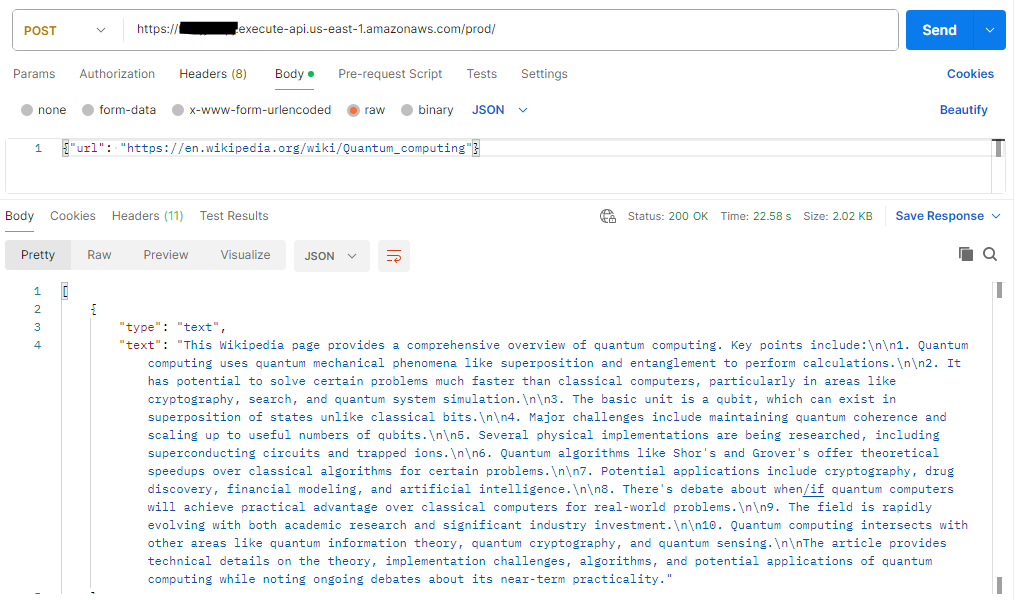 POST https:// .execute-api.us-east-1.amazonaws.com/prod/ Send
Params Authorization Headers (8) Body Pre-request Script Tests Settings Cookies
none form-data x-www-form-urlencoded raw binary JSON Beautify
1 {"url": "https://en.wikipedia.org/wiki/Quantum_computing"}
Body Cookies Headers (11) Test Results Status: 200 OK Time: 22.58 s Size: 2.02 KB Save Response
Pretty Raw Preview Visualize JSON
1 [
2 {
3 "type": "text",
4 "text": "This Wikipedia page provides a comprehensive overview of quantum computing. Key points include:\n\n1. Quantum
computing uses quantum mechanical phenomena like superposition and entanglement to perform calculations.\n\n2. It
has potential to solve certain problems much faster than classical computers, particularly in areas like
cryptography, search, and quantum system simulation.\n\n3. The basic unit is a qubit, which can exist in
superposition of states unlike classical bits.\n\n4. Major challenges include maintaining quantum coherence and
scaling up to useful numbers of qubits.\n\n5. Several physical implementations are being researched, including
superconducting circuits and trapped ions.\n\n6. Quantum algorithms like Shor's and Grover's offer theoretical
speedups over classical algorithms for certain problems.\n\n7. Potential applications include cryptography, drug
discovery, financial modeling, and artificial intelligence.\n\n8. There's debate about when/if quantum computers
will achieve practical advantage over classical computers for real-world problems.\n\n9. The field is rapidly
evolving with both academic research and significant industry investment.\n\n10. Quantum computing intersects with
other areas like quantum information theory, quantum cryptography, and quantum sensing.\n\nThe article provides
technical details on the theory, implementation challenges, algorithms, and potential applications of quantum
computing while noting ongoing debates about its near-term practicality."